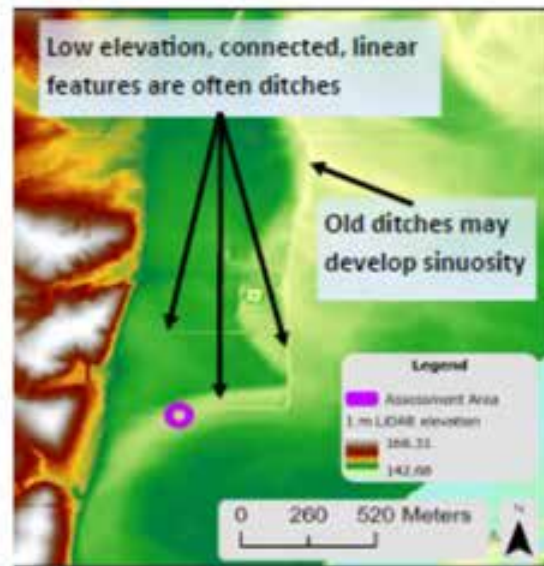 Low elevation, connected, linear
features are often ditches
Old ditches may
develop sinuosity
Legend
Assessment Area
1 m LiDAR elevation
166.31
142.68
0 260 520 Meters
N